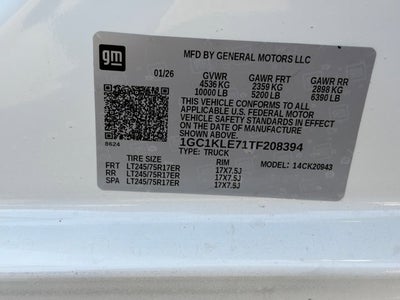 gm
MFD BY GENERAL MOTORS LLC
01/26 GVWR GAWR FRT GAWR RR
4536 KG 2359 KG 2898 KG
10000 LB 5200 LB 6390 LB
THIS VEHICLE CONFORMS TO ALL
APPLICABLE U.S. FEDERAL MOTOR
VEHICLE SAFETY STANDARDS IN EFFECT
ON THE DATE OF MANUFACTURE
SHOWN ABOVE.
8624 1GC1KLE71TF208394
TYPE: TRUCK
TIRE SIZE RIM MODEL: 14CK20943
FRT LT245/75R17ER 17X7.5J
RR LT245/75R17ER 17X7.5J
SPA LT245/75R17ER 17X7.5J